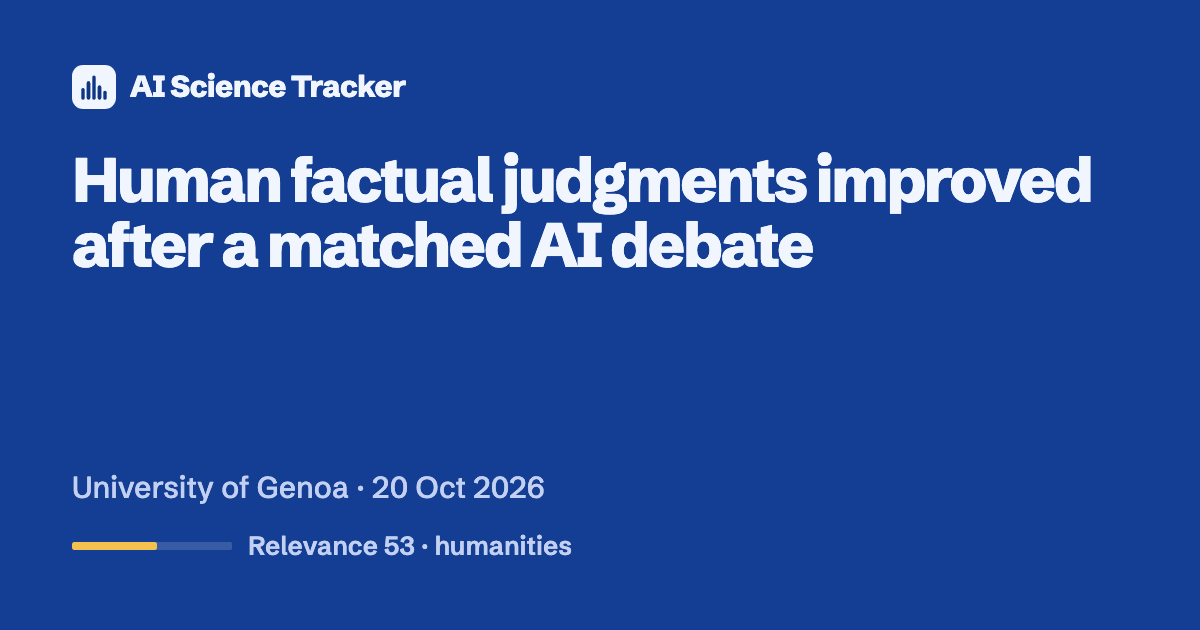 AI Science Tracker
Human factual judgments improved
after a matched AI debate
University of Genoa · 20 Oct 2026
Relevance 53 · humanities